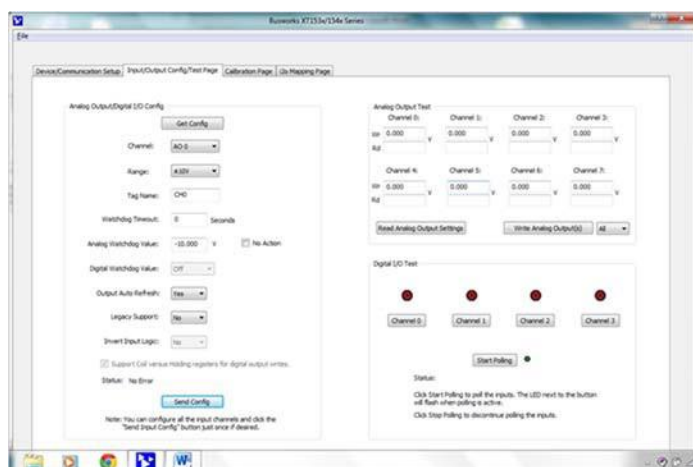 Busworks XT153x/154x Series
File
Device/Communication Setup Input/Output Config/Test Page Calibration Page i2o Mapping Page
Analog Output/Digital I/O Config
Get Config
Channel: AO-0
Range: ±10V
Tag Name: CH0
Watchdog Timeout: 0 Seconds
Analog Watchdog Value: -10.000 V No Action
Digital Watchdog Value: Off
Output Auto Refresh: Yes
Legacy Support: No
Invert Input Logic: No
Support Coil versus Holding registers for digital output writes.
Status: No Error
Send Config
Note: You can configure all the input channels and click the
"Send Input Config" button just once if desired.
Analog Output Test
Channel 0: Channel 1: Channel 2: Channel 3:
Wr 0.000 V 0.000 V 0.000 V 0.000 V
Rd
Channel 4: Channel 5: Channel 6: Channel 7:
Wr 0.000 V 0.000 V 0.000 V 0.000 V
Rd
Read Analog Output Settings Write Analog Output(s) All
Digital I/O Test
Channel 0 Channel 1 Channel 2 Channel 3
Start Polling
Status:
Click Start Polling to poll the inputs. The LED next to the button
will flash when polling is active.
Click Stop Polling to discontinue polling the inputs.